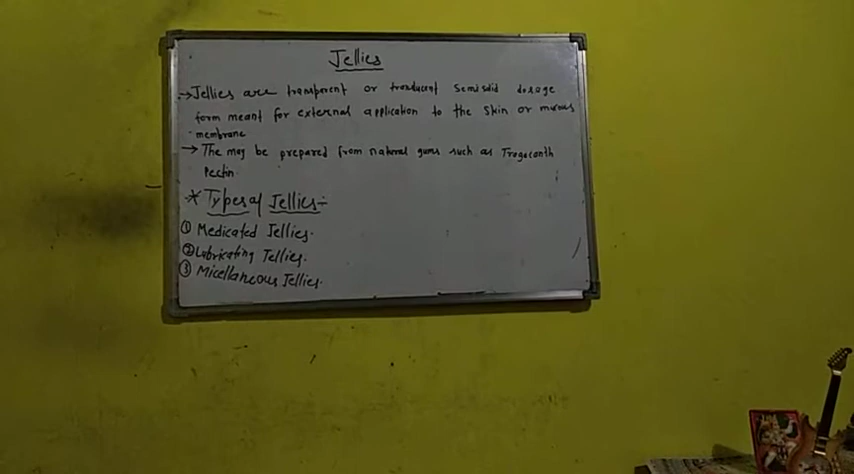 Jellies
→ Jellies are transparent or tranlucent semisolid dosage
form meant for external application to the skin or mucous
membrane
→ The may be prepared from natural gums such as Tragacanth
Pectin
* Types of Jellies:-
① Medicated Jellies.
② Lubricating Jellies.
③ Micellaneous Jellies.